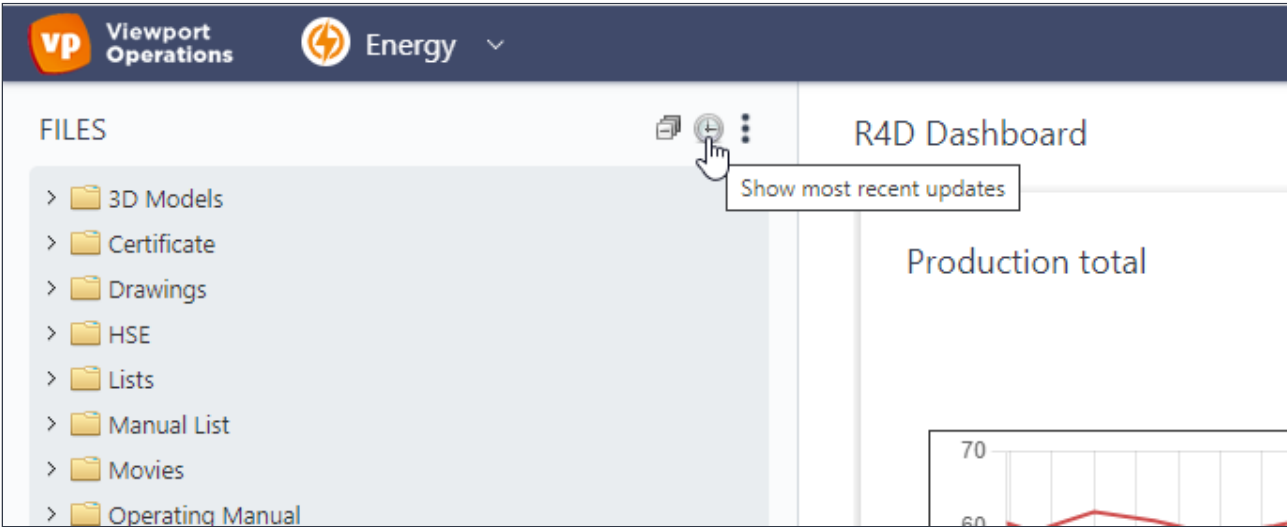 VP
Viewport
Operations
Energy
FILES
R4D Dashboard
Show most recent updates
3D Models
Certificate
Drawings
HSE
Lists
Manual List
Movies
Operating Manual
Production total
70
60